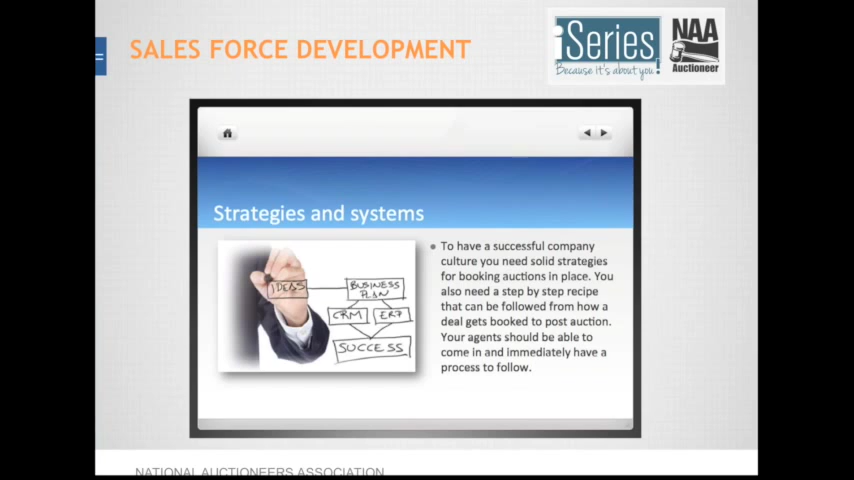 SALES FORCE DEVELOPMENT
iSeries
Because it's about you!
NAA
Auctioneer
Strategies and systems
IDEAS
BUSINESS
PLAN
CRM
ERP
SUCCESS
To have a successful company
culture you need solid strategies
for booking auctions in place. You
also need a step by step recipe
that can be followed from how a
deal gets booked to post auction.
Your agents should be able to
come in and immediately have a
process to follow.
NATIONAL AUCTIONEERS ASSOCIATION